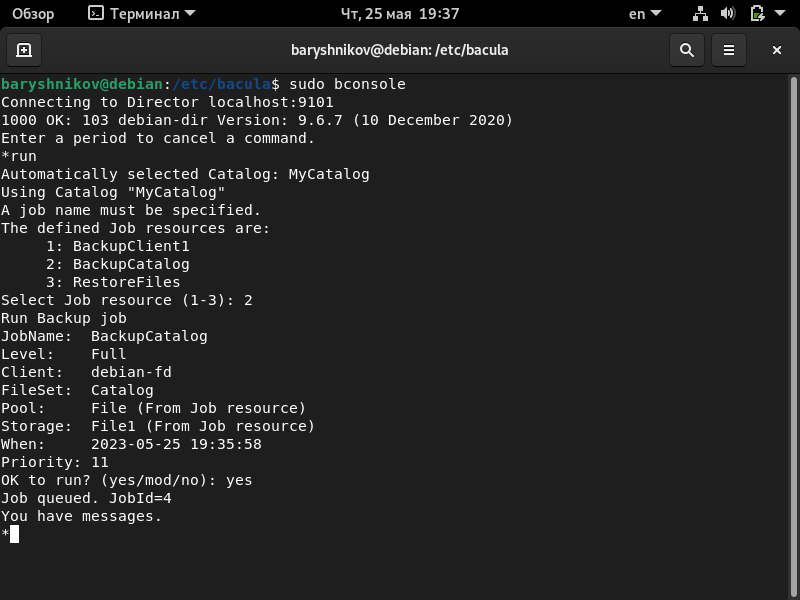 Обзор Терминал Чт, 25 мая 19:37 en
baryshnikov@debian: /etc/bacula
baryshnikov@debian:/etc/bacula$ sudo bconsole
Connecting to Director localhost:9101
1000 OK: 103 debian-dir Version: 9.6.7 (10 December 2020)
Enter a period to cancel a command.
*run
Automatically selected Catalog: MyCatalog
Using Catalog "MyCatalog"
A job name must be specified.
The defined Job resources are:
     1: BackupClient1
     2: BackupCatalog
     3: RestoreFiles
Select Job resource (1-3): 2
Run Backup job
JobName:  BackupCatalog
Level:    Full
Client:   debian-fd
FileSet:  Catalog
Pool:     File (From Job resource)
Storage:  File1 (From Job resource)
When:     2023-05-25 19:35:58
Priority: 11
OK to run? (yes/mod/no): yes
Job queued. JobId=4
You have messages.
*